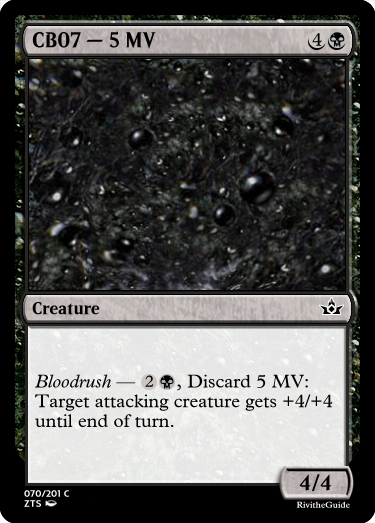 CB07 — 5 MV
4
Creature
Bloodrush — 2, Discard 5 MV:
Target attacking creature gets +4/+4
until end of turn.
4/4
070/201 C
ZTS
RivitheGuide